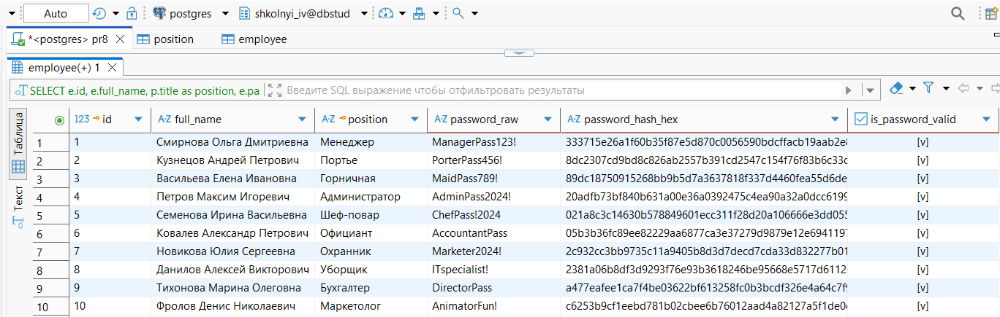 Auto postgres shkolnyi_iv@dbstud
*<postgres> pr8 position employee
employee(+) 1
SELECT e.id, e.full_name, p.title as position, e.pa Введите SQL выражение чтобы отфильтровать результаты
Таблица
Текст
123 id A-Z full_name A-Z position A-Z password_raw A-Z password_hash_hex is_password_valid
1 1 Смирнова Ольга Дмитриевна Менеджер ManagerPass123! 333715e26a1f60b35f87e5d870c0056590bdcffacb19aab2e8 [v]
2 2 Кузнецов Андрей Петрович Портье PorterPass456! 8dc2307cd9bd8c826ab2557b391cd2547c154f76f83b6c33c [v]
3 3 Васильева Елена Ивановна Горничная MaidPass789! 89dc18750915268bb9b5d7a3637818f337d4460fea55d6de [v]
4 4 Петров Максим Игоревич Администратор AdminPass2024! 20adfb73bf840b631a00e36a0392475c4ea90a32a0dcc6199 [v]
5 5 Семенова Ирина Васильевна Шеф-повар ChefPass!2024 021a8c3c14630b578849601ecc311f28d20a106666e3dd055 [v]
6 6 Ковалев Александр Петрович Официант AccountantPass 05b3b36fc89ee82229aa6877ca3e37279d9879e12e6941197 [v]
7 7 Новикова Юлия Сергеевна Охранник Marketer2024! 2c932cc3bb9735c11a9405b8d3d7decd7cda33d832277b01 [v]
8 8 Данилов Алексей Викторович Уборщик ITspecialist! 2381a06b8df3d9293f76e93b3618246be95668e5717d6112 [v]
9 9 Тихонова Марина Олеговна Бухгалтер DirectorPass a477eafee1ca7f4be03622bf613258fc0b3bcdf326e4a64c7f9 [v]
10 10 Фролов Денис Николаевич Маркетолог AnimatorFun! c6253b9cf1eebd781b02cbee6b76012aad4a82127a5f1de0c [v]